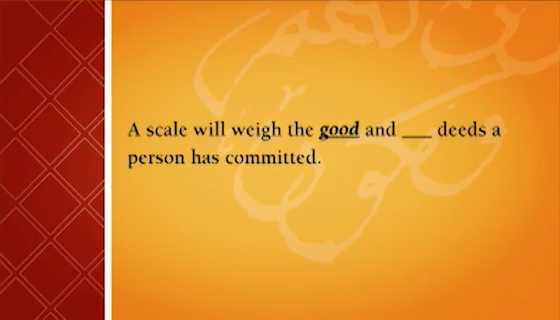 A scale will weigh the good and ___ deeds a
person has committed.